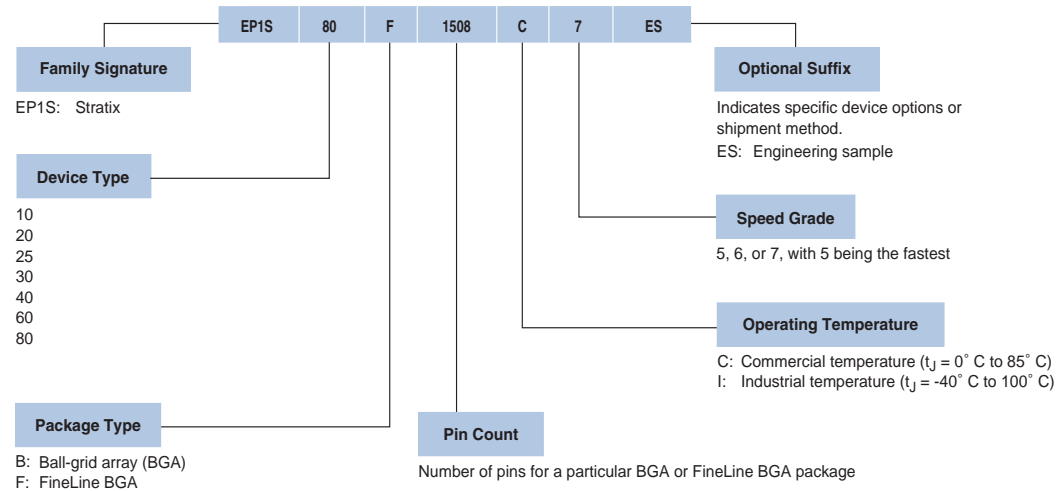 EP1S 80 F 1508 C 7 ES
Family Signature
EP1S: Stratix
Device Type
10
20
25
30
40
60
80
Package Type
B: Ball-grid array (BGA)
F: FineLine BGA
Pin Count
Number of pins for a particular BGA or FineLine BGA package
Optional Suffix
Indicates specific device options or
shipment method.
ES: Engineering sample
Speed Grade
5, 6, or 7, with 5 being the fastest
Operating Temperature
C: Commercial temperature (tJ = 0˚ C to 85˚ C)
I: Industrial temperature (tJ = -40˚ C to 100˚ C)